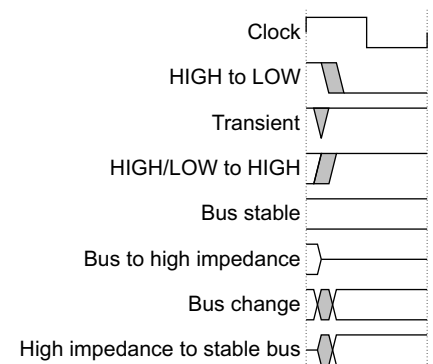 Clock
HIGH to LOW
Transient
HIGH/LOW to HIGH
Bus stable
Bus to high impedance
Bus change
High impedance to stable bus